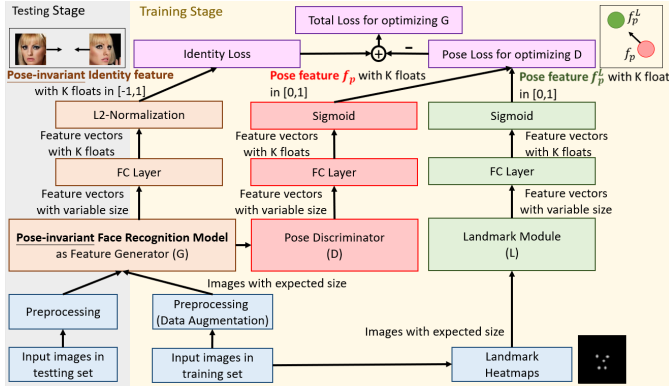 Testing Stage
Training Stage
Total Loss for optimizing G
f_p^L
f_p
Identity Loss
+
−
Pose Loss for optimizing D
Pose-invariant Identity feature
with K floats in [-1,1]
Pose feature f_p with K floats
in [0,1]
Pose feature f_p^L with K float
in [0,1]
L2-Normalization
Sigmoid
Sigmoid
Feature vectors
with K floats
Feature vectors
with K floats
Feature vectors
with K floats
FC Layer
FC Layer
FC Layer
Feature vectors
with variable size
Feature vectors
with variable size
Feature vectors
with variable size
Pose-invariant Face Recognition Model
as Feature Generator (G)
Pose Discriminator
(D)
Landmark Module
(L)
Images with expected size
Preprocessing
Preprocessing
(Data Augmentation)
Images with expected size
Input images in
testting set
Input images in
training set
Landmark
Heatmaps